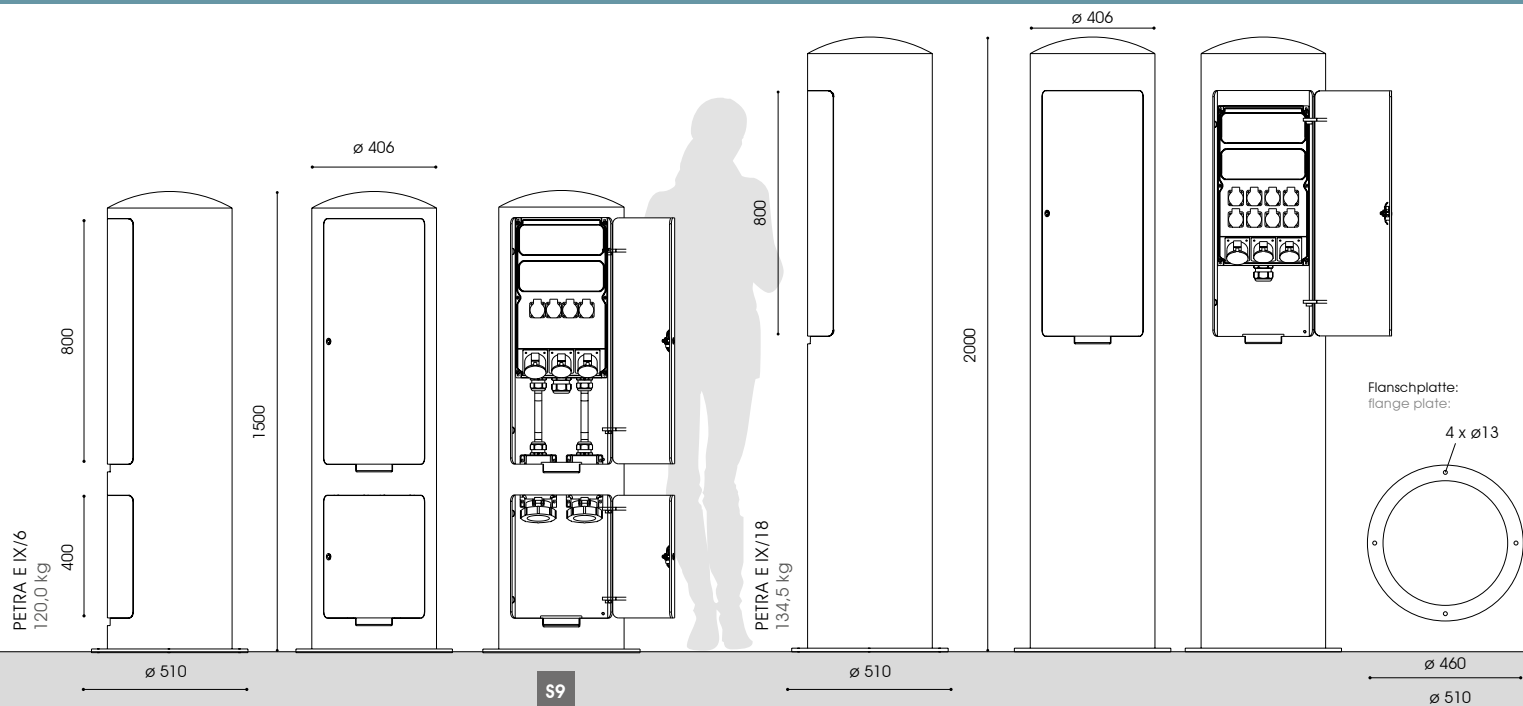 PETRA E IX/6
120,0 kg
800
400
ø 510
ø 406
1500
S9
PETRA E IX/18
134,5 kg
800
ø 510
2000
ø 406
Flanschplatte:
flange plate:
4 x ø13
ø 460
ø 510